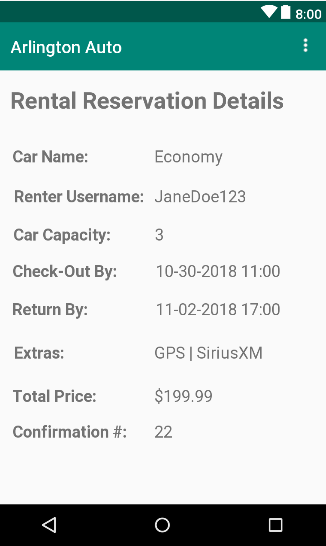 8:00
Arlington Auto
Rental Reservation Details
Car Name: Economy
Renter Username: JaneDoe123
Car Capacity: 3
Check-Out By: 10-30-2018 11:00
Return By: 11-02-2018 17:00
Extras: GPS | SiriusXM
Total Price: $199.99
Confirmation #: 22